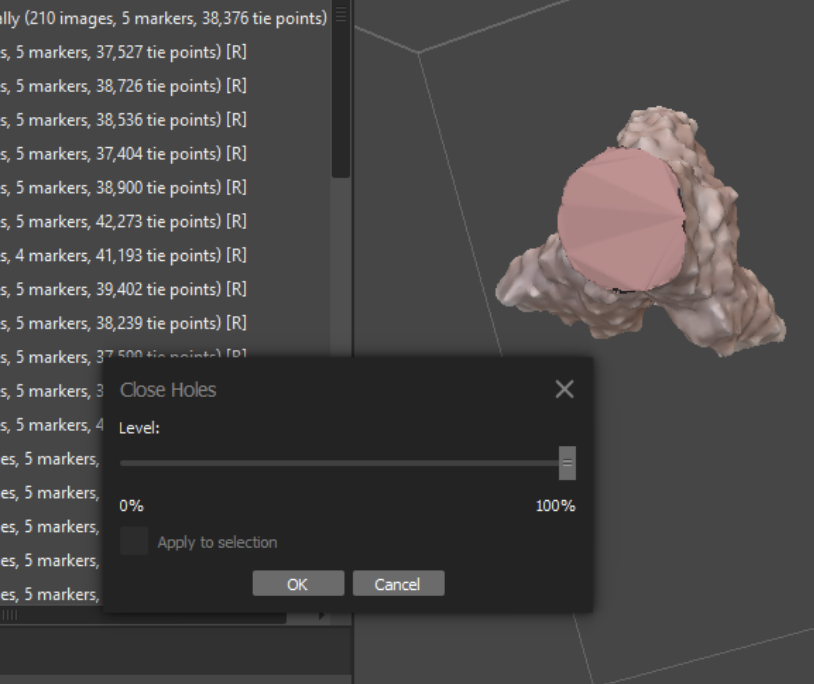 ally (210 images, 5 markers, 38,376 tie points)
s, 5 markers, 37,527 tie points) [R]
s, 5 markers, 38,726 tie points) [R]
s, 5 markers, 38,536 tie points) [R]
s, 5 markers, 37,404 tie points) [R]
s, 5 markers, 38,900 tie points) [R]
s, 5 markers, 42,273 tie points) [R]
s, 4 markers, 41,193 tie points) [R]
s, 5 markers, 39,402 tie points) [R]
s, 5 markers, 38,239 tie points) [R]
s, 5 markers, 37,599 tie points) [R]
s, 5 markers, 3
s, 5 markers, 4
es, 5 markers,
es, 5 markers,
es, 5 markers,
es, 5 markers,
es, 5 markers,
Close Holes
Level:
0% 100%
Apply to selection
OK Cancel